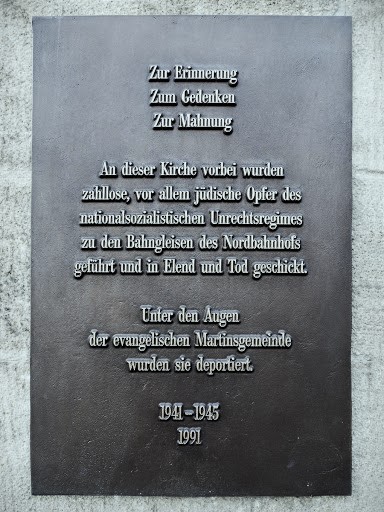 Zur Erinnerung
Zum Gedenken
Zur Mahnung
An dieser Kirche vorbei wurden
zahllose, vor allem jüdische Opfer des
nationalsozialistischen Unrechtsregimes
zu den Bahngleisen des Nordbahnhofs
geführt und in Elend und Tod geschickt.
Unter den Augen
der evangelischen Martinsgemeinde
wurden sie deportiert.
1941–1945
1991